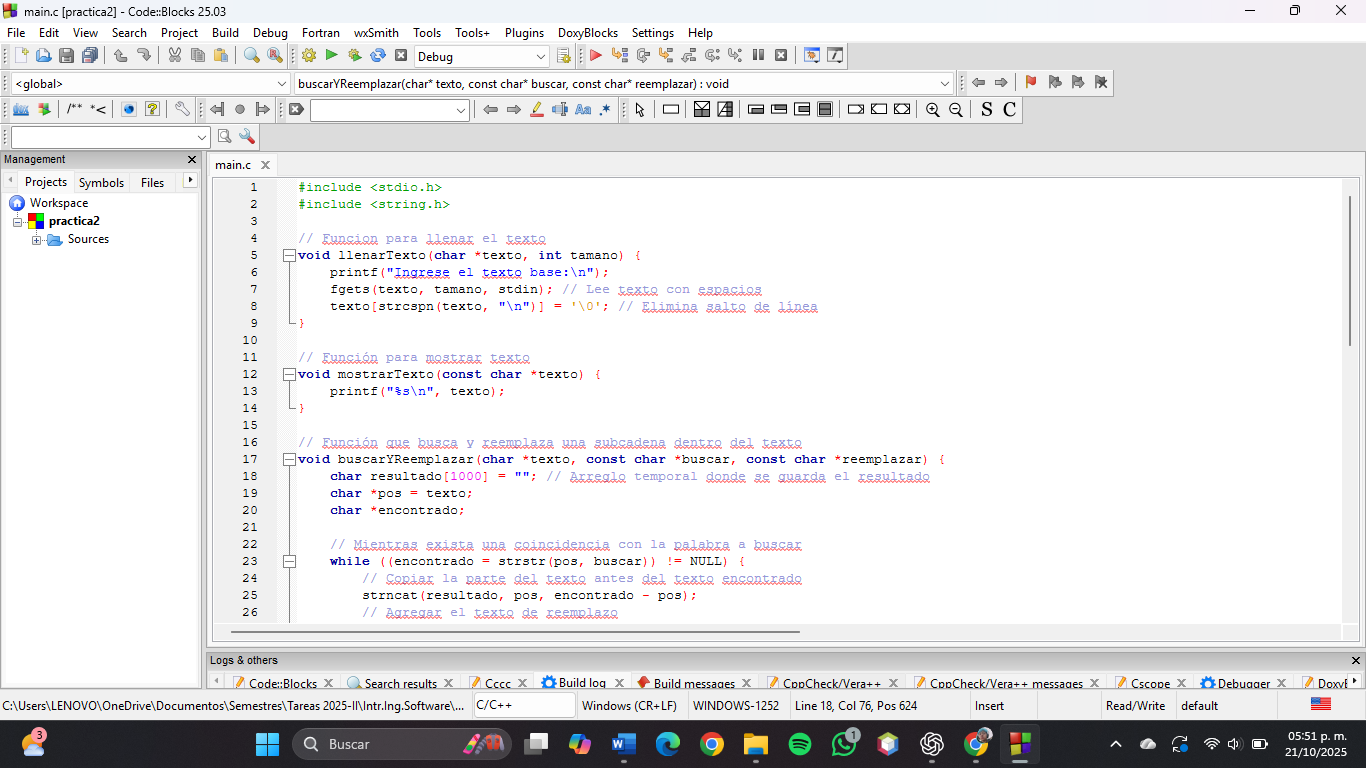 main.c [practica2] - Code::Blocks 25.03
File Edit View Search Project Build Debug Fortran wxSmith Tools Tools+ Plugins DoxyBlocks Settings Help
Debug
<global> buscarYReemplazar(char* texto, const char* buscar, const char* reemplazar) : void
/** *< Aa .* S C
Management
main.c
Projects Symbols Files
Workspace
practica2
Sources
1 #include <stdio.h>
2 #include <string.h>
3
4 // Funcion para llenar el texto
5 void llenarTexto(char *texto, int tamano) {
6 printf("Ingrese el texto base:\n");
7 fgets(texto, tamano, stdin); // Lee texto con espacios
8 texto[strcspn(texto, "\n")] = '\0'; // Elimina salto de línea
9 }
10
11 // Función para mostrar texto
12 void mostrarTexto(const char *texto) {
13 printf("%s\n", texto);
14 }
15
16 // Función que busca y reemplaza una subcadena dentro del texto
17 void buscarYReemplazar(char *texto, const char *buscar, const char *reemplazar) {
18 char resultado[1000] = ""; // Arreglo temporal donde se guarda el resultado
19 char *pos = texto;
20 char *encontrado;
21
22 // Mientras exista una coincidencia con la palabra a buscar
23 while ((encontrado = strstr(pos, buscar)) != NULL) {
24 // Copiar la parte del texto antes del texto encontrado
25 strncat(resultado, pos, encontrado - pos);
26 // Agregar el texto de reemplazo
Logs & others
Code::Blocks Search results Cccc Build log Build messages CppCheck/Vera++ CppCheck/Vera++ messages Cscope Debugger DoxyE
C:\Users\LENOVO\OneDrive\Documentos\Semestres\Tareas 2025-II\Intr.Ing.Software\... C/C++ Windows (CR+LF) WINDOWS-1252 Line 18, Col 76, Pos 624 Insert Read/Write default
3 Buscar 1 05:51 p. m.
21/10/2025